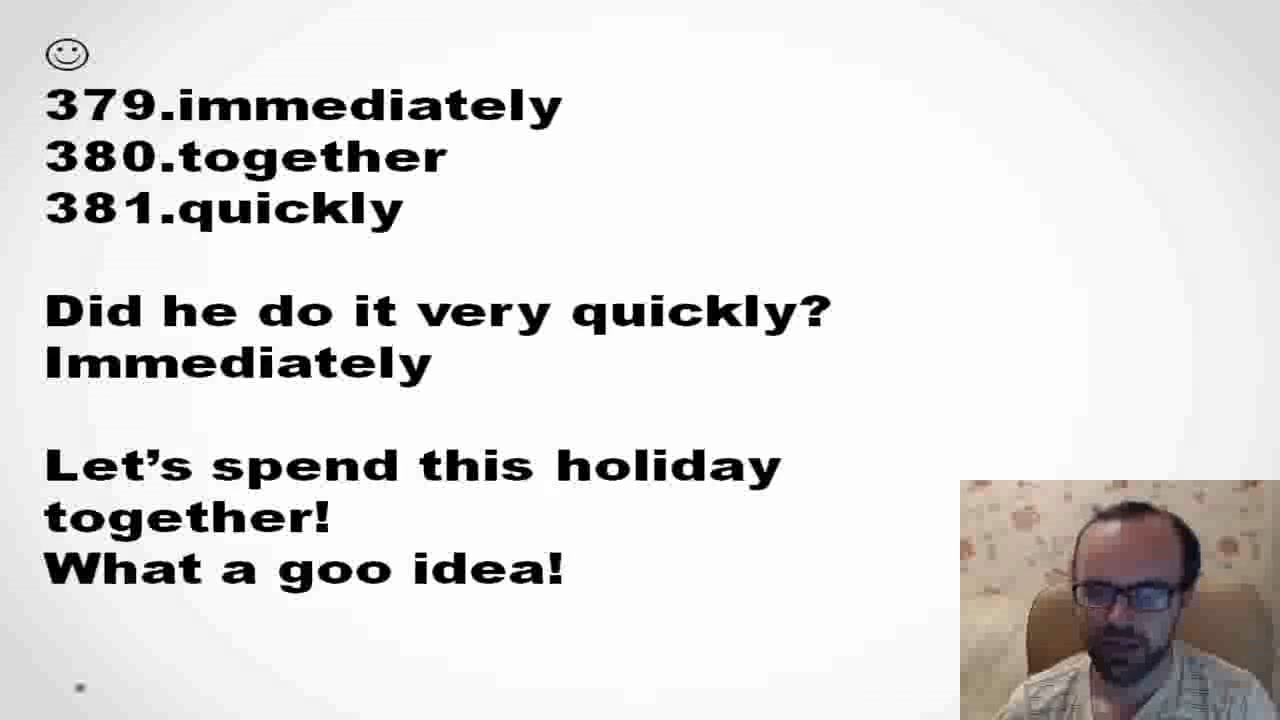 379.immediately
380.together
381.quickly
Did he do it very quickly?
Immediately
Let’s spend this holiday
together!
What a goo idea!